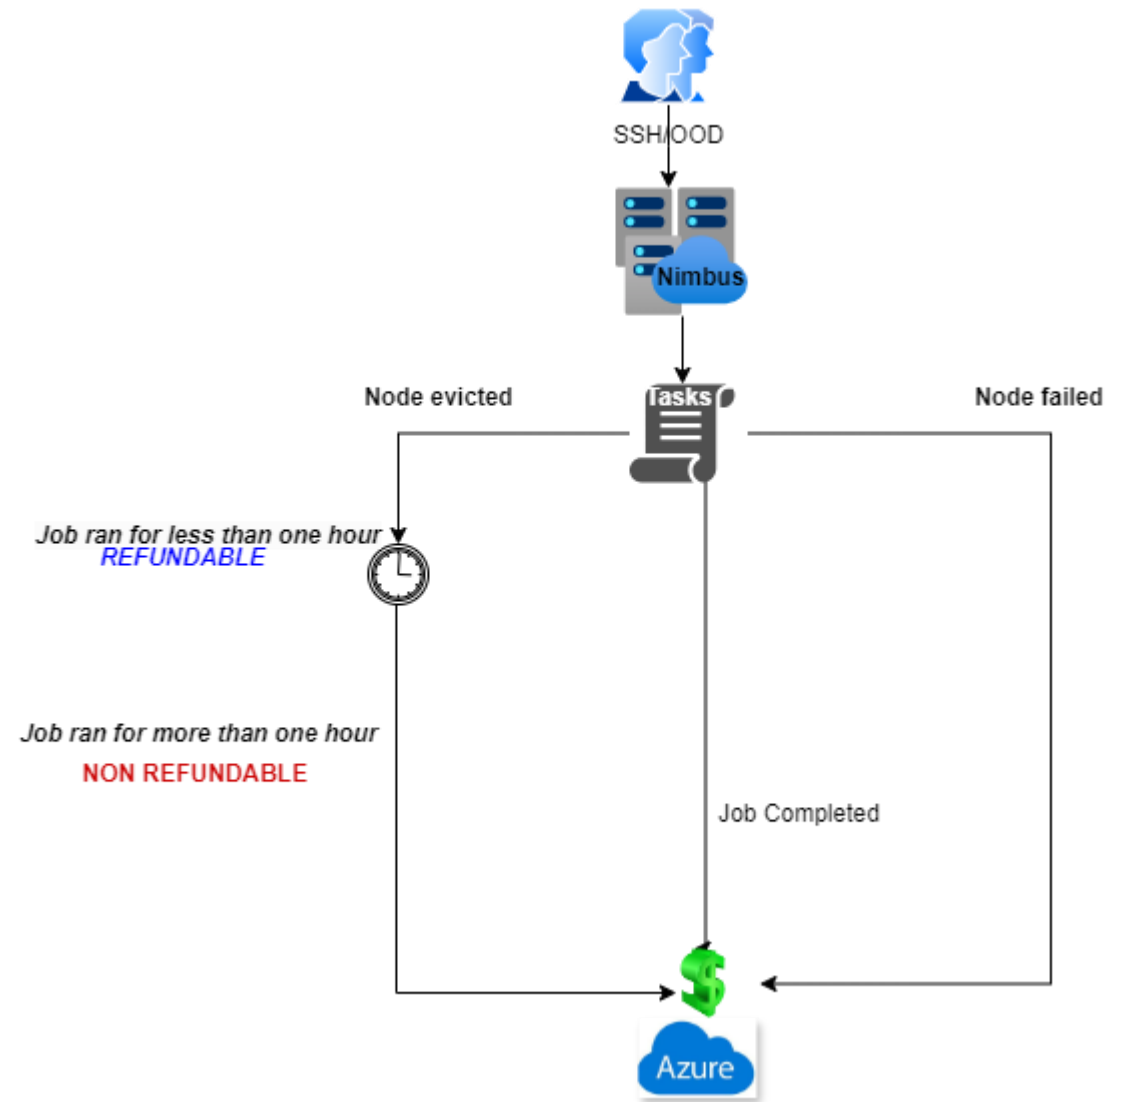 SSH/OOD
Nimbus
Node evicted
Tasks
Node failed
Job ran for less than one hour
REFUNDABLE
Job ran for more than one hour
NON REFUNDABLE
Job Completed
$
Azure